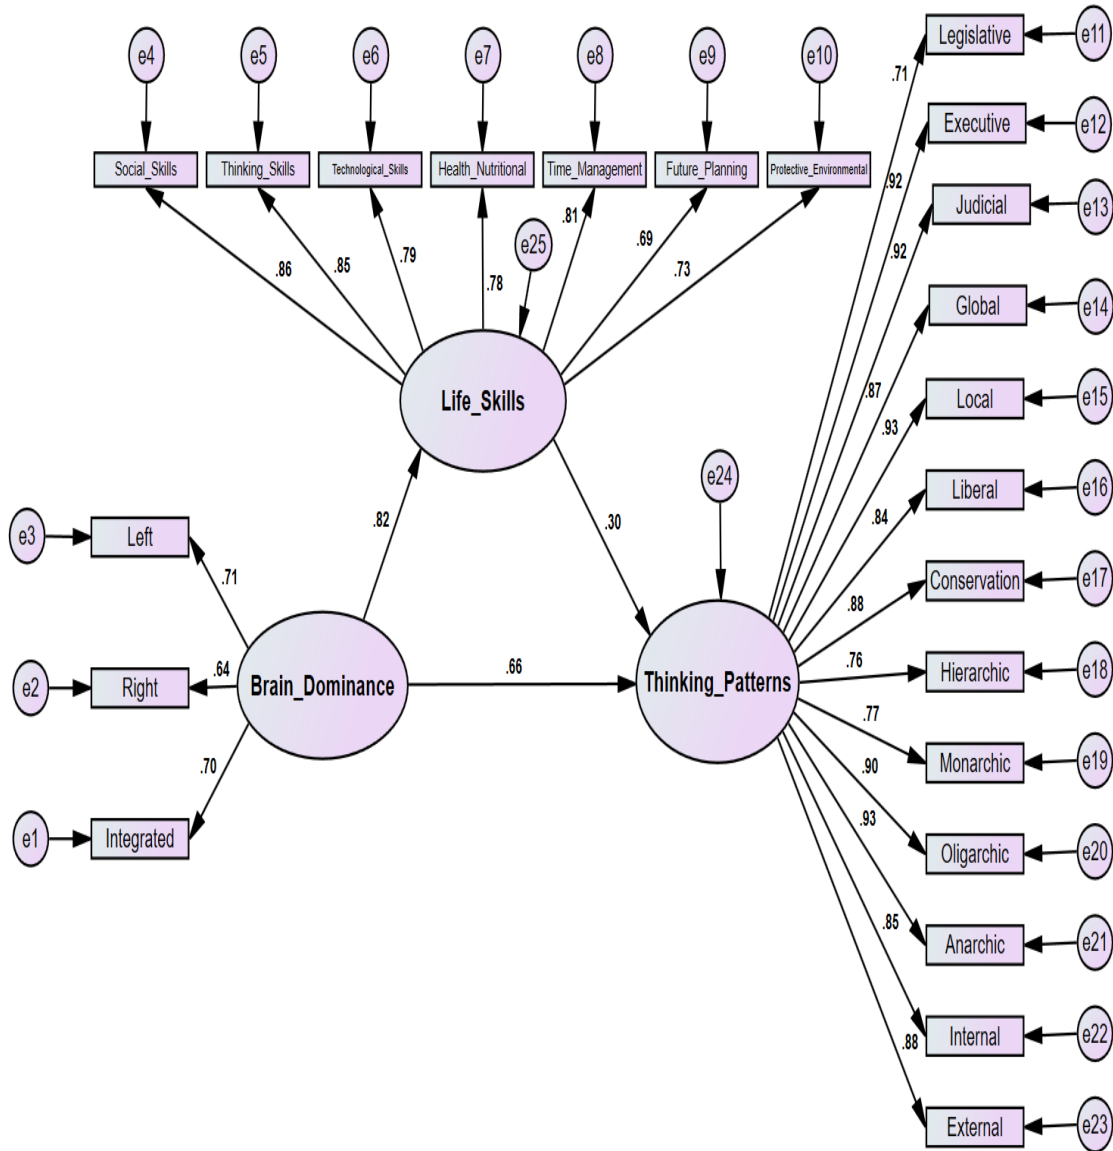 e4
e5
e6
e7
e8
e9
e10
Social_Skills
Thinking_Skills
Technological_Skills
Health_Nutritional
Time_Management
Future_Planning
Protective_Environmental
.86
.85
.79
.78
.81
.69
.73
e25
Life_Skills
.82
.30
e24
e3
Left
.71
e2
Right
.64
e1
Integrated
.70
Brain_Dominance
.66
Thinking_Patterns
.71
.92
.92
.87
.93
.84
.88
.76
.77
.90
.93
.85
.88
Legislative
e11
Executive
e12
Judicial
e13
Global
e14
Local
e15
Liberal
e16
Conservation
e17
Hierarchic
e18
Monarchic
e19
Oligarchic
e20
Anarchic
e21
Internal
e22
External
e23